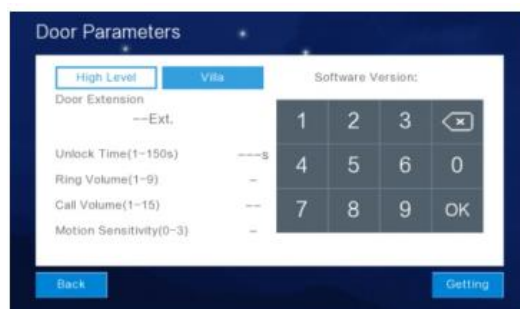 Door Parameters
High Level
Villa
Software Version:
Door Extension
--Ext.
Unlock Time(1-150s)
---s
Ring Volume(1-9)
-
Call Volume(1-15)
--
Motion Sensitivity(0-3)
-
1 2 3
4 5 6 0
7 8 9 OK
Back
Getting